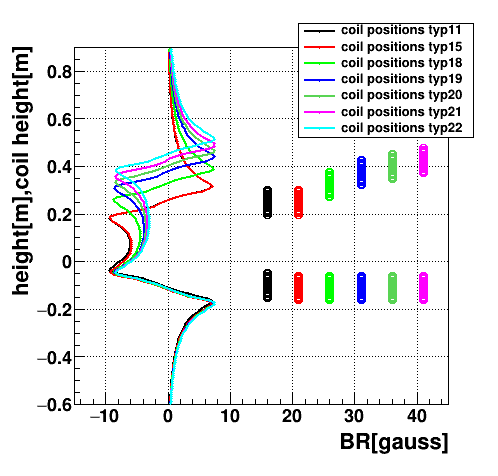 coil positions typ11
coil positions typ15
coil positions typ18
coil positions typ19
coil positions typ20
coil positions typ21
coil positions typ22
height[m],coil height[m]
0.8
0.6
0.4
0.2
0
−0.2
−0.4
−0.6
−10 0 10 20 30 40
BR[gauss]